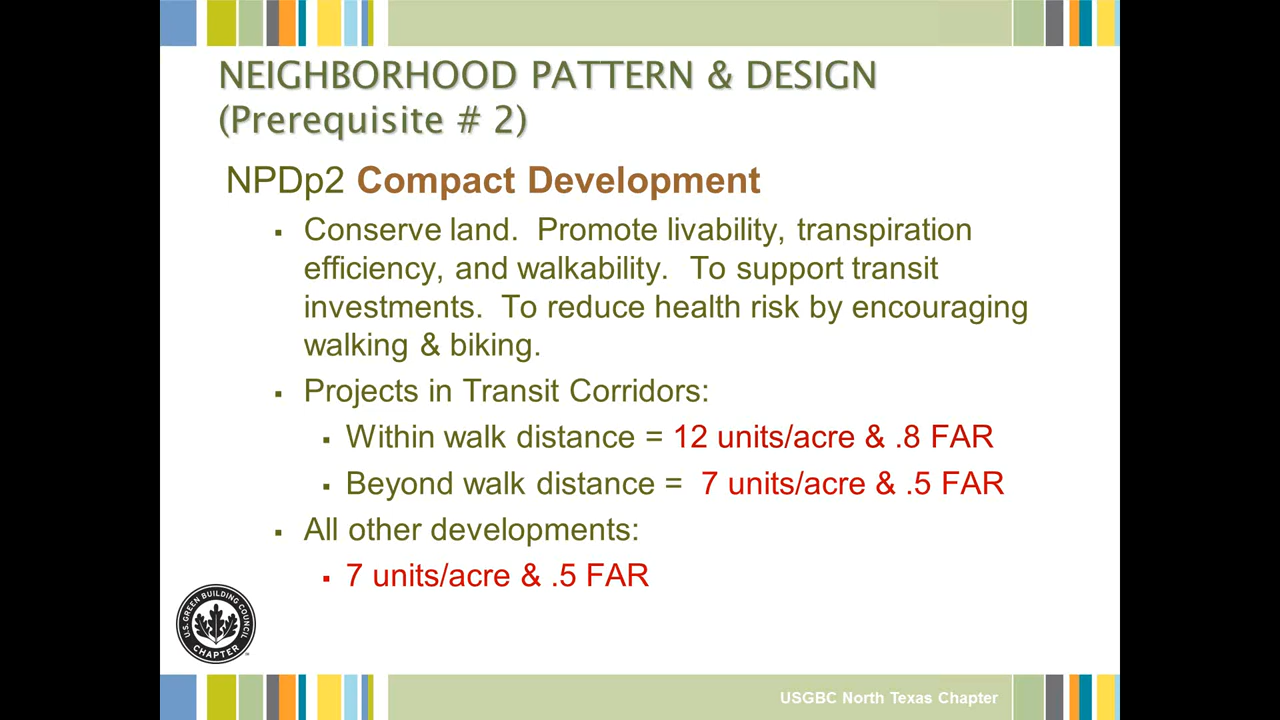 NEIGHBORHOOD PATTERN & DESIGN
(Prerequisite # 2)
NPDp2 Compact Development
▪ Conserve land.  Promote livability, transpiration
efficiency, and walkability.  To support transit
investments.  To reduce health risk by encouraging
walking & biking.
▪ Projects in Transit Corridors:
▪ Within walk distance = 12 units/acre & .8 FAR
▪ Beyond walk distance =  7 units/acre & .5 FAR
▪ All other developments:
▪ 7 units/acre & .5 FAR
U.S. GREEN BUILDING COUNCIL
CHAPTER
USGBC North Texas Chapter